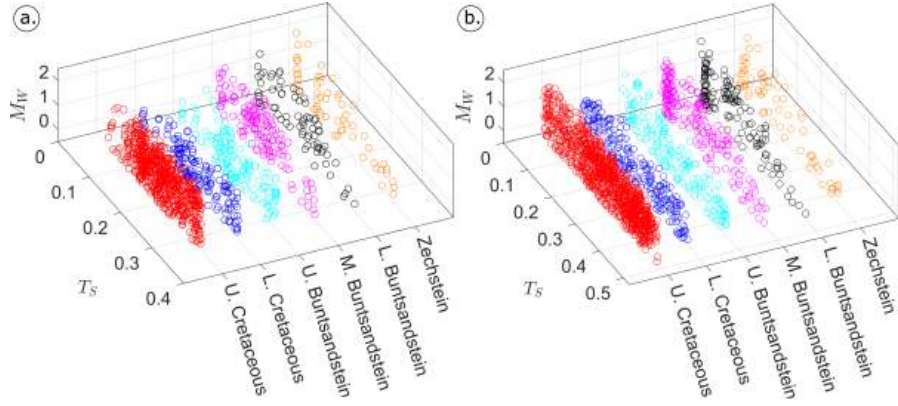 a.
M_W
2
1
0
0
0.1
0.2
0.3
0.4
T_S
U. Cretaceous
L. Cretaceous
U. Buntsandstein
M. Buntsandstein
L. Buntsandstein
Zechstein
b.
M_W
2
1
0
0
0.1
0.2
0.3
0.4
0.5
T_S
U. Cretaceous
L. Cretaceous
U. Buntsandstein
M. Buntsandstein
L. Buntsandstein
Zechstein